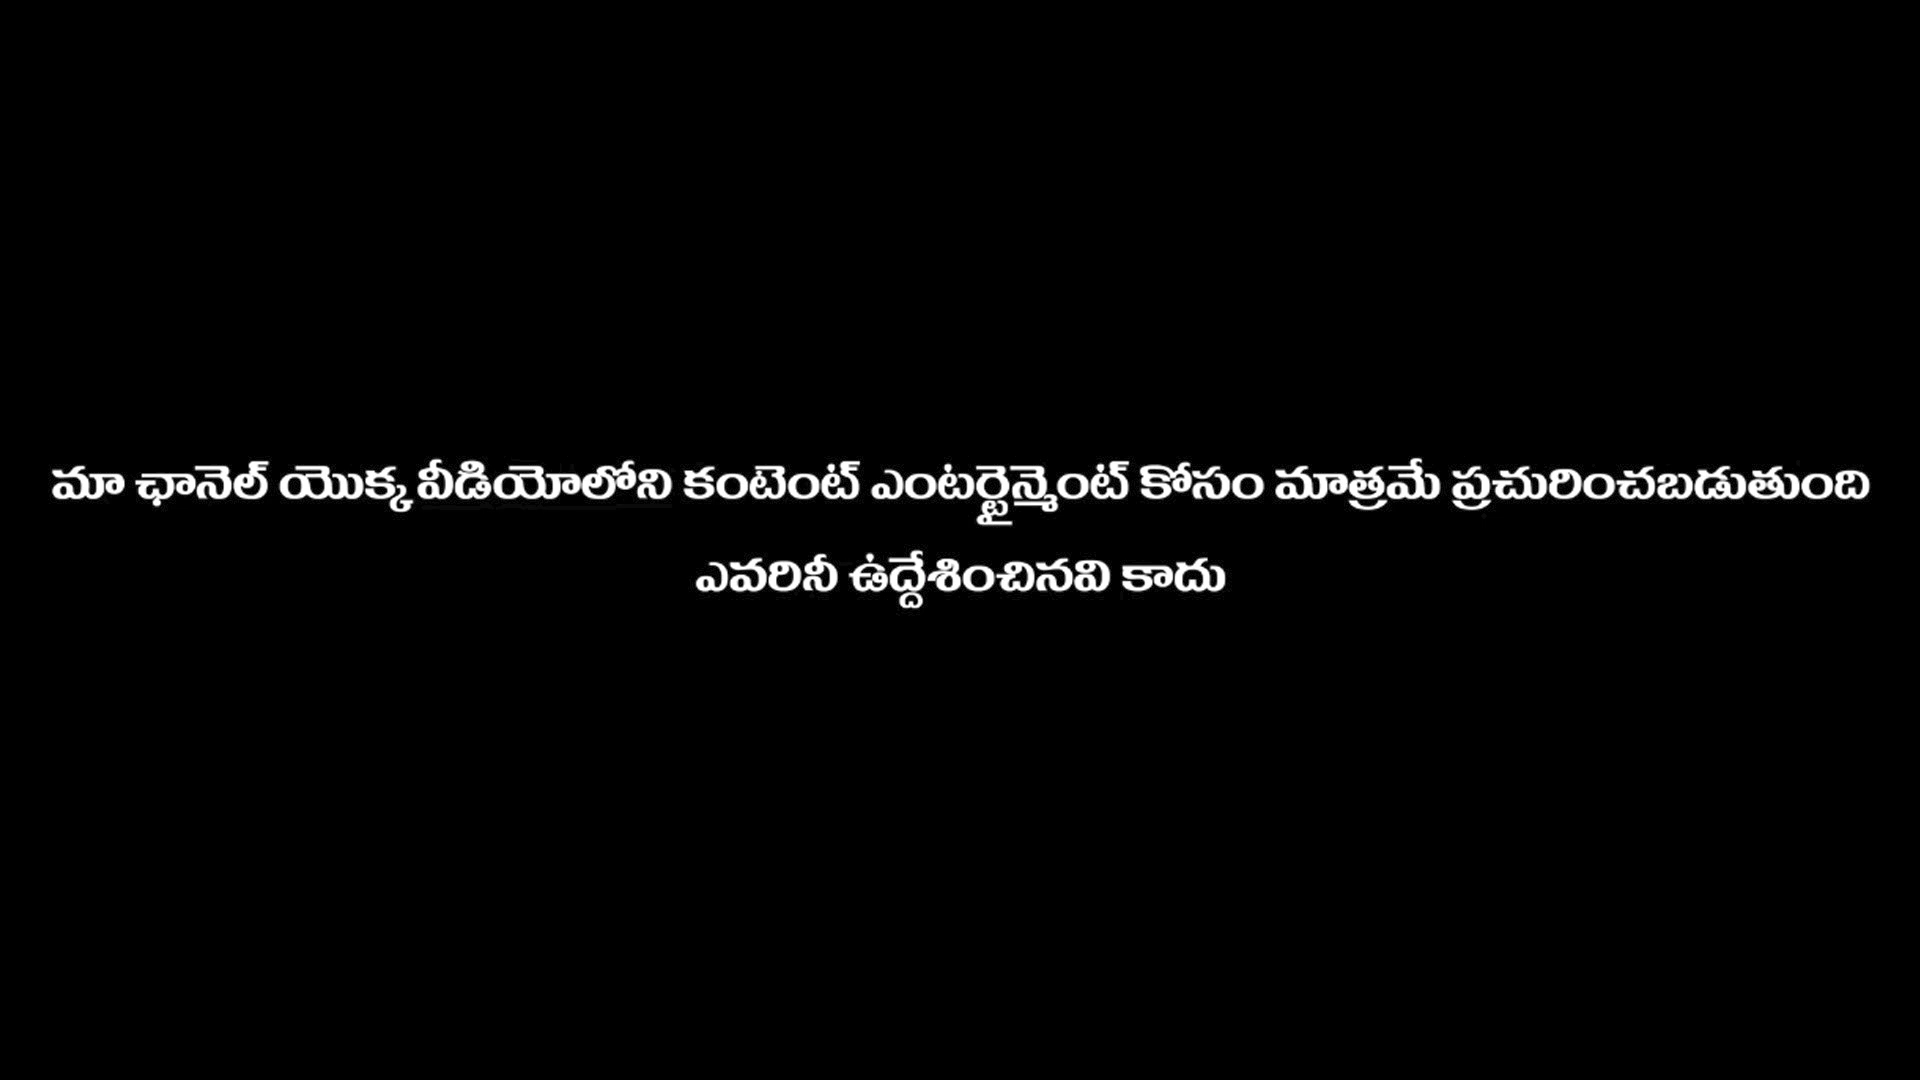 మా ఛానెల్ యొక్క వీడియోలోని కంటెంట్ ఎంటర్టైన్మెంట్ కోసం మాత్రమే ప్రచురించబడుతుంది
ఎవరినీ ఉద్దేశించినవి కాదు